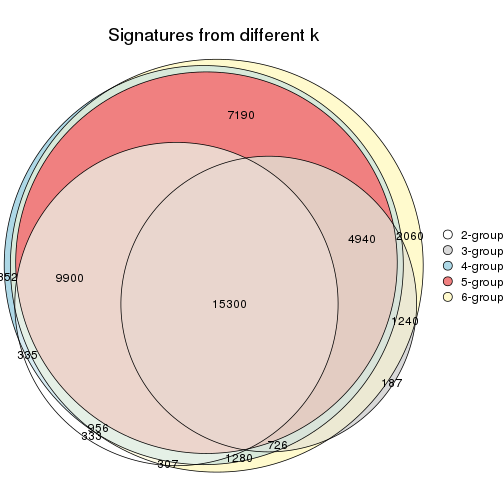 Signatures from different k
7190
4940
2060
2-group
3-group
4-group
5-group
6-group
352
9900
15300
1240
335
187
956
333
726
1280
307